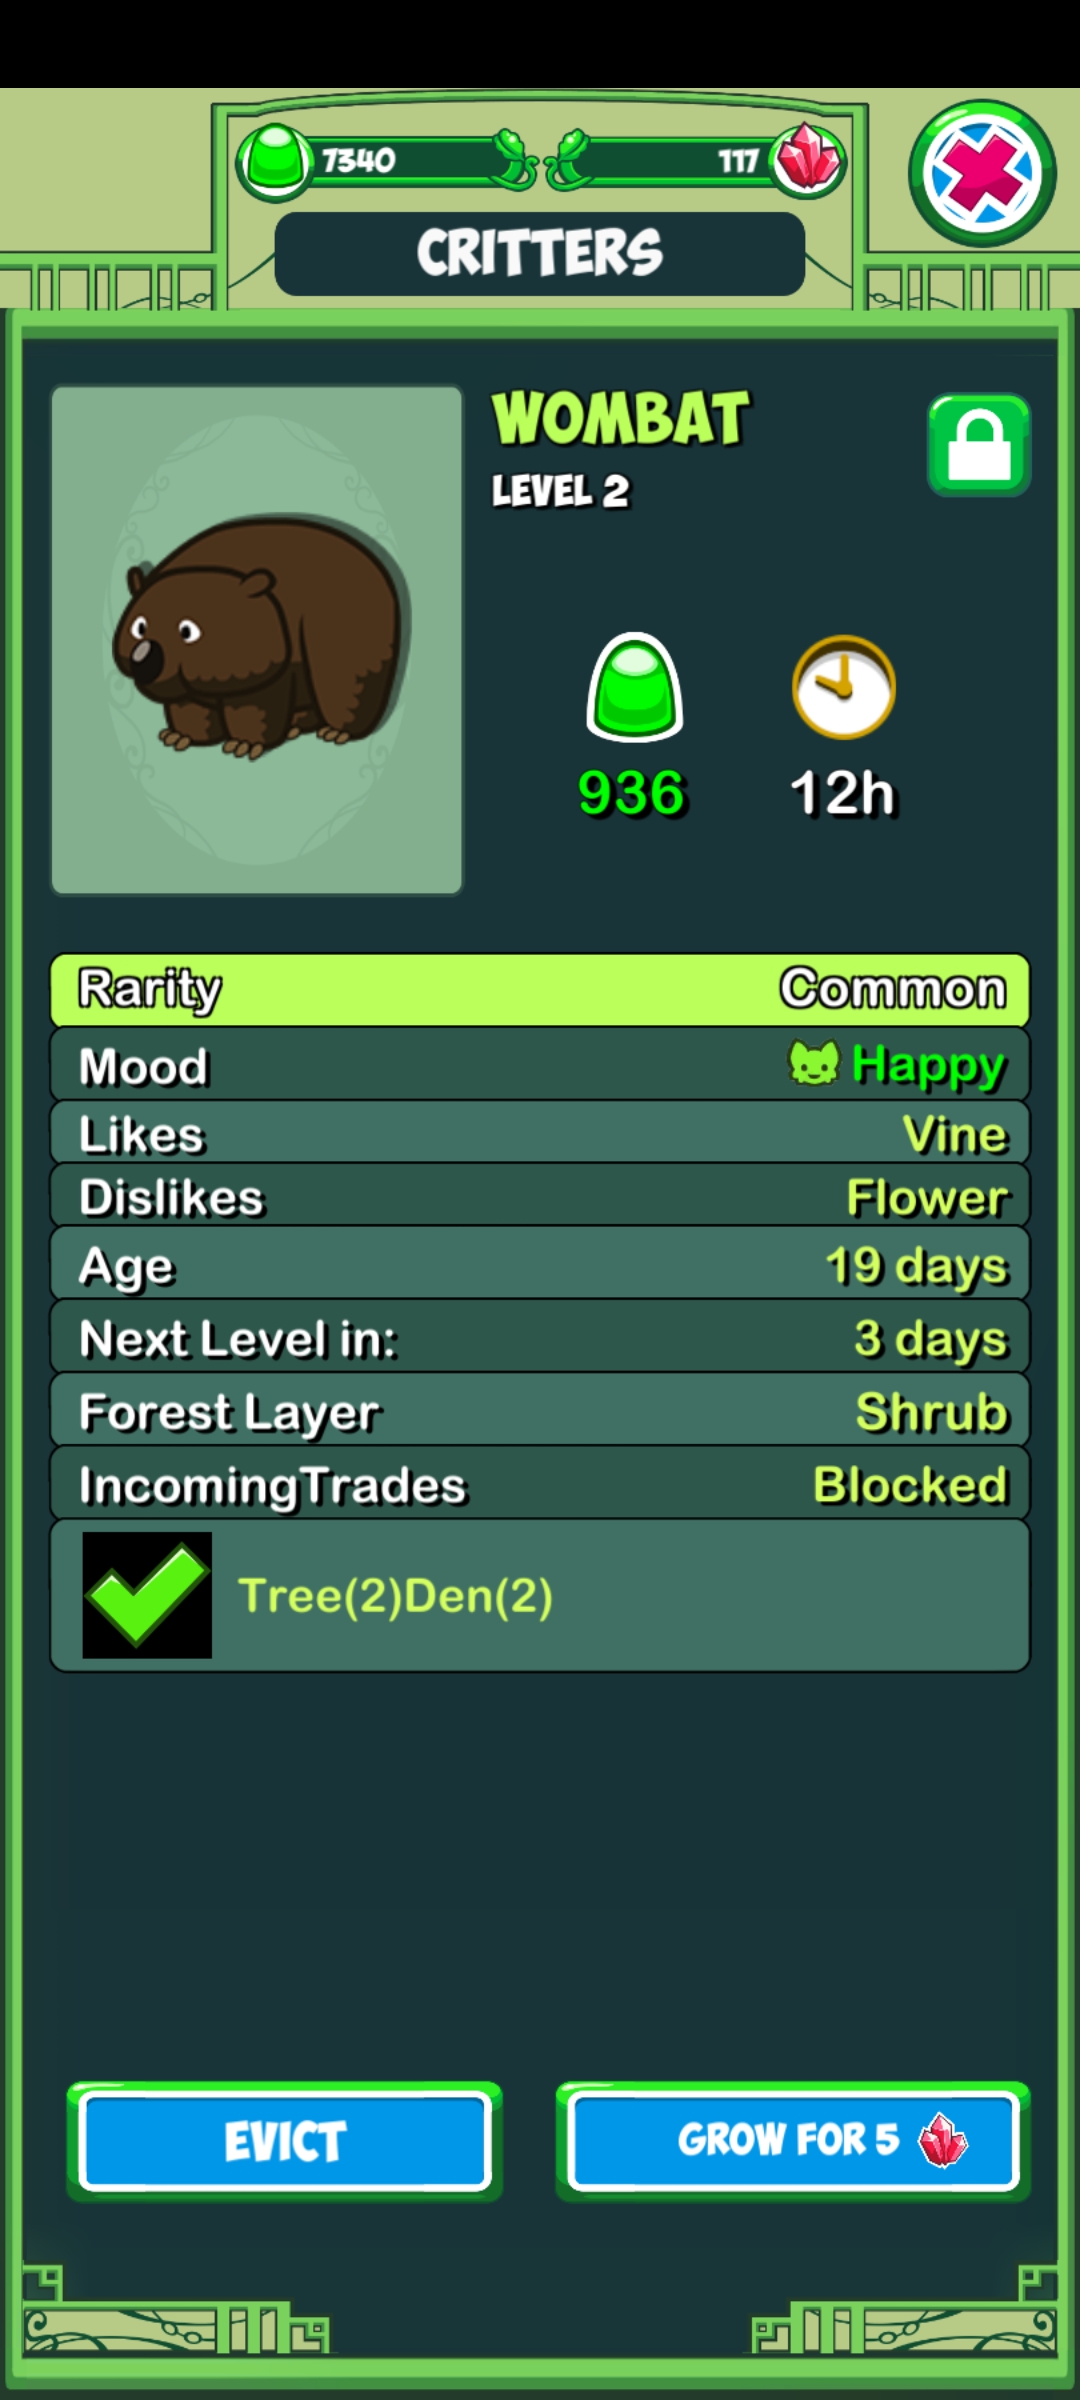 7340 117
CRITTERS
WOMBAT
LEVEL 2
936 12h
Rarity Common
Mood Happy
Likes Vine
Dislikes Flower
Age 19 days
Next Level in: 3 days
Forest Layer Shrub
IncomingTrades Blocked
Tree(2)Den(2)
EVICT GROW FOR 5